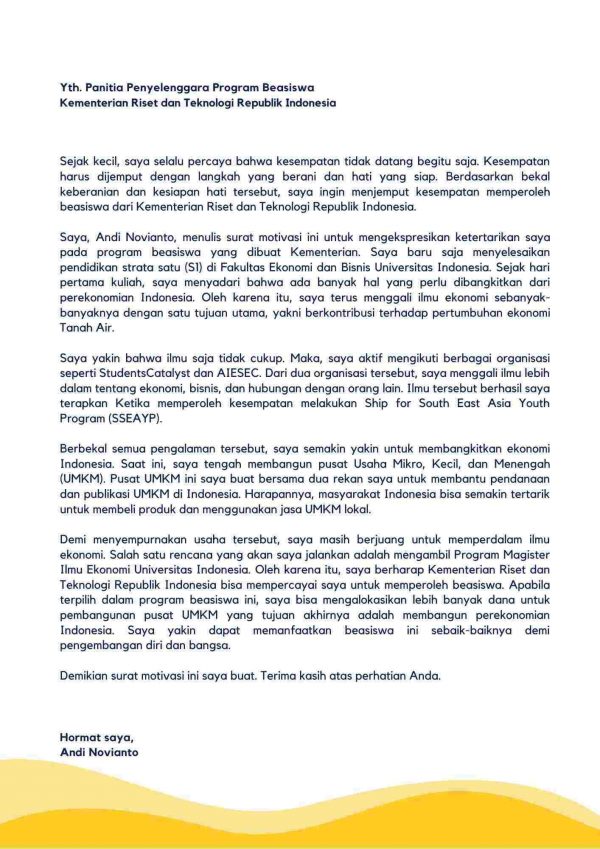 Yth. Panitia Penyelenggara Program Beasiswa
Kementerian Riset dan Teknologi Republik Indonesia
Sejak kecil, saya selalu percaya bahwa kesempatan tidak datang begitu saja. Kesempatan
harus dijemput dengan langkah yang berani dan hati yang siap. Berdasarkan bekal
keberanian dan kesiapan hati tersebut, saya ingin menjemput kesempatan memperoleh
beasiswa dari Kementerian Riset dan Teknologi Republik Indonesia.
Saya, Andi Novianto, menulis surat motivasi ini untuk mengekspresikan ketertarikan saya
pada program beasiswa yang dibuat Kementerian. Saya baru saja menyelesaikan
pendidikan strata satu (S1) di Fakultas Ekonomi dan Bisnis Universitas Indonesia. Sejak hari
pertama kuliah, saya menyadari bahwa ada banyak hal yang perlu dibangkitkan dari
perekonomian Indonesia. Oleh karena itu, saya terus menggali ilmu ekonomi sebanyak-
banyaknya dengan satu tujuan utama, yakni berkontribusi terhadap pertumbuhan ekonomi
Tanah Air.
Saya yakin bahwa ilmu saja tidak cukup. Maka, saya aktif mengikuti berbagai organisasi
seperti StudentsCatalyst dan AIESEC. Dari dua organisasi tersebut, saya menggali ilmu lebih
dalam tentang ekonomi, bisnis, dan hubungan dengan orang lain. Ilmu tersebut berhasil saya
terapkan Ketika memperoleh kesempatan melakukan Ship for South East Asia Youth
Program (SSEAYP).
Berbekal semua pengalaman tersebut, saya semakin yakin untuk membangkitkan ekonomi
Indonesia. Saat ini, saya tengah membangun pusat Usaha Mikro, Kecil, dan Menengah
(UMKM). Pusat UMKM ini saya buat bersama dua rekan saya untuk membantu pendanaan
dan publikasi UMKM di Indonesia. Harapannya, masyarakat Indonesia bisa semakin tertarik
untuk membeli produk dan menggunakan jasa UMKM lokal.
Demi menyempurnakan usaha tersebut, saya masih berjuang untuk memperdalam ilmu
ekonomi. Salah satu rencana yang akan saya jalankan adalah mengambil Program Magister
Ilmu Ekonomi Universitas Indonesia. Oleh karena itu, saya berharap Kementerian Riset dan
Teknologi Republik Indonesia bisa mempercayai saya untuk memperoleh beasiswa. Apabila
terpilih dalam program beasiswa ini, saya bisa mengalokasikan lebih banyak dana untuk
pembangunan pusat UMKM yang tujuan akhirnya adalah membangun perekonomian
Indonesia. Saya yakin dapat memanfaatkan beasiswa ini sebaik-baiknya demi
pengembangan diri dan bangsa.
Demikian surat motivasi ini saya buat. Terima kasih atas perhatian Anda.
Hormat saya,
Andi Novianto